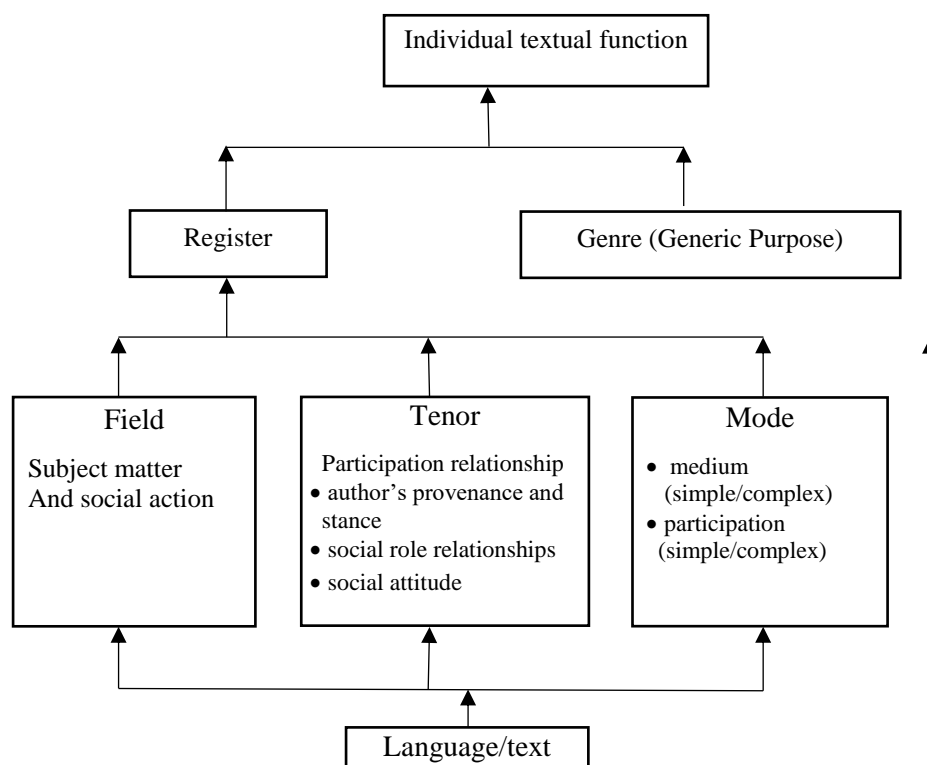 Individual textual function
Register
Genre (Generic Purpose)
Field
Subject matter
And social action
Tenor
Participation relationship
• author's provenance and
stance
• social role relationships
• social attitude
Mode
• medium
(simple/complex)
• participation
(simple/complex)
Language/text